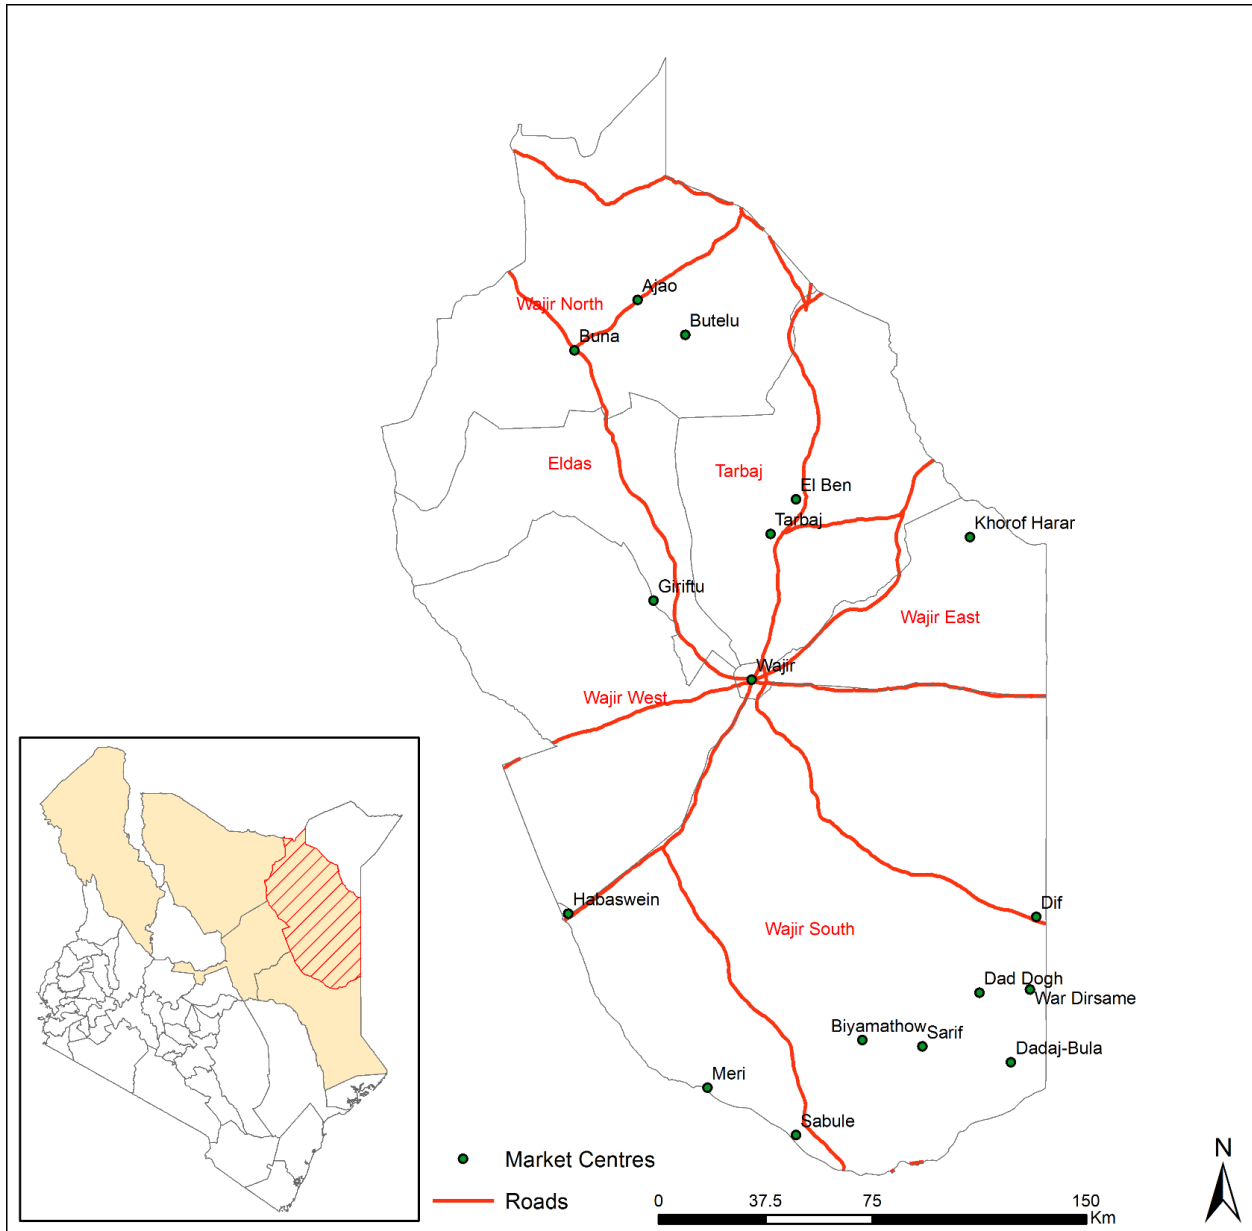 Ajao
Wajir North
Butelu
Buna
Eldas
Tarbaj
El Ben
Tarbaj
Khorof Harar
Giriftu
Wajir East
Wajir
Wajir West
Habaswein
Dif
Wajir South
Dad Dogh
War Dirsame
Biyamathow
Sarif
Dadaj-Bula
Meri
Sabule
Market Centres
Roads
N
0 37.5 75 150
Km